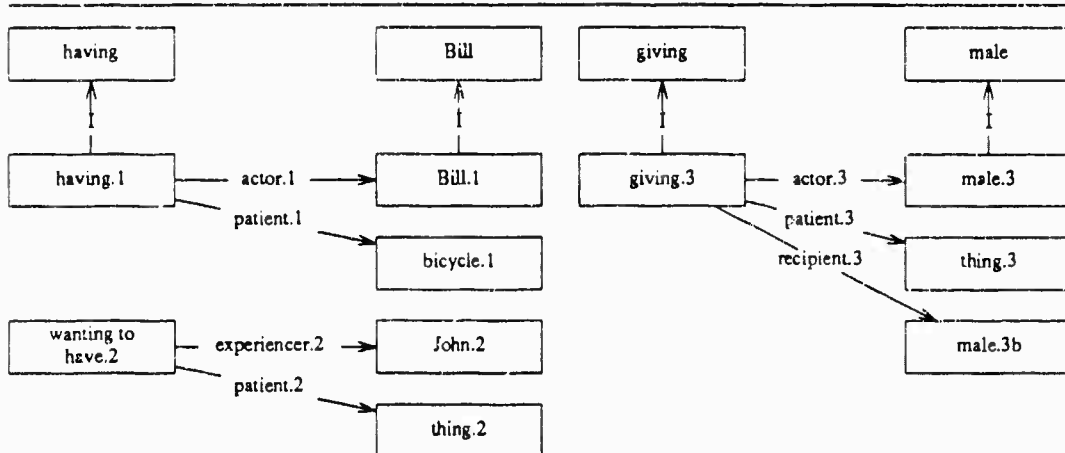 having
Bill
giving
male
I
I
I
I
having.1
actor.1
Bill.1
giving.3
actor.3
male.3
patient.1
patient.3
bicycle.1
recipient.3
thing.3
wanting to
have.2
experiencer.2
John.2
male.3b
patient.2
thing.2